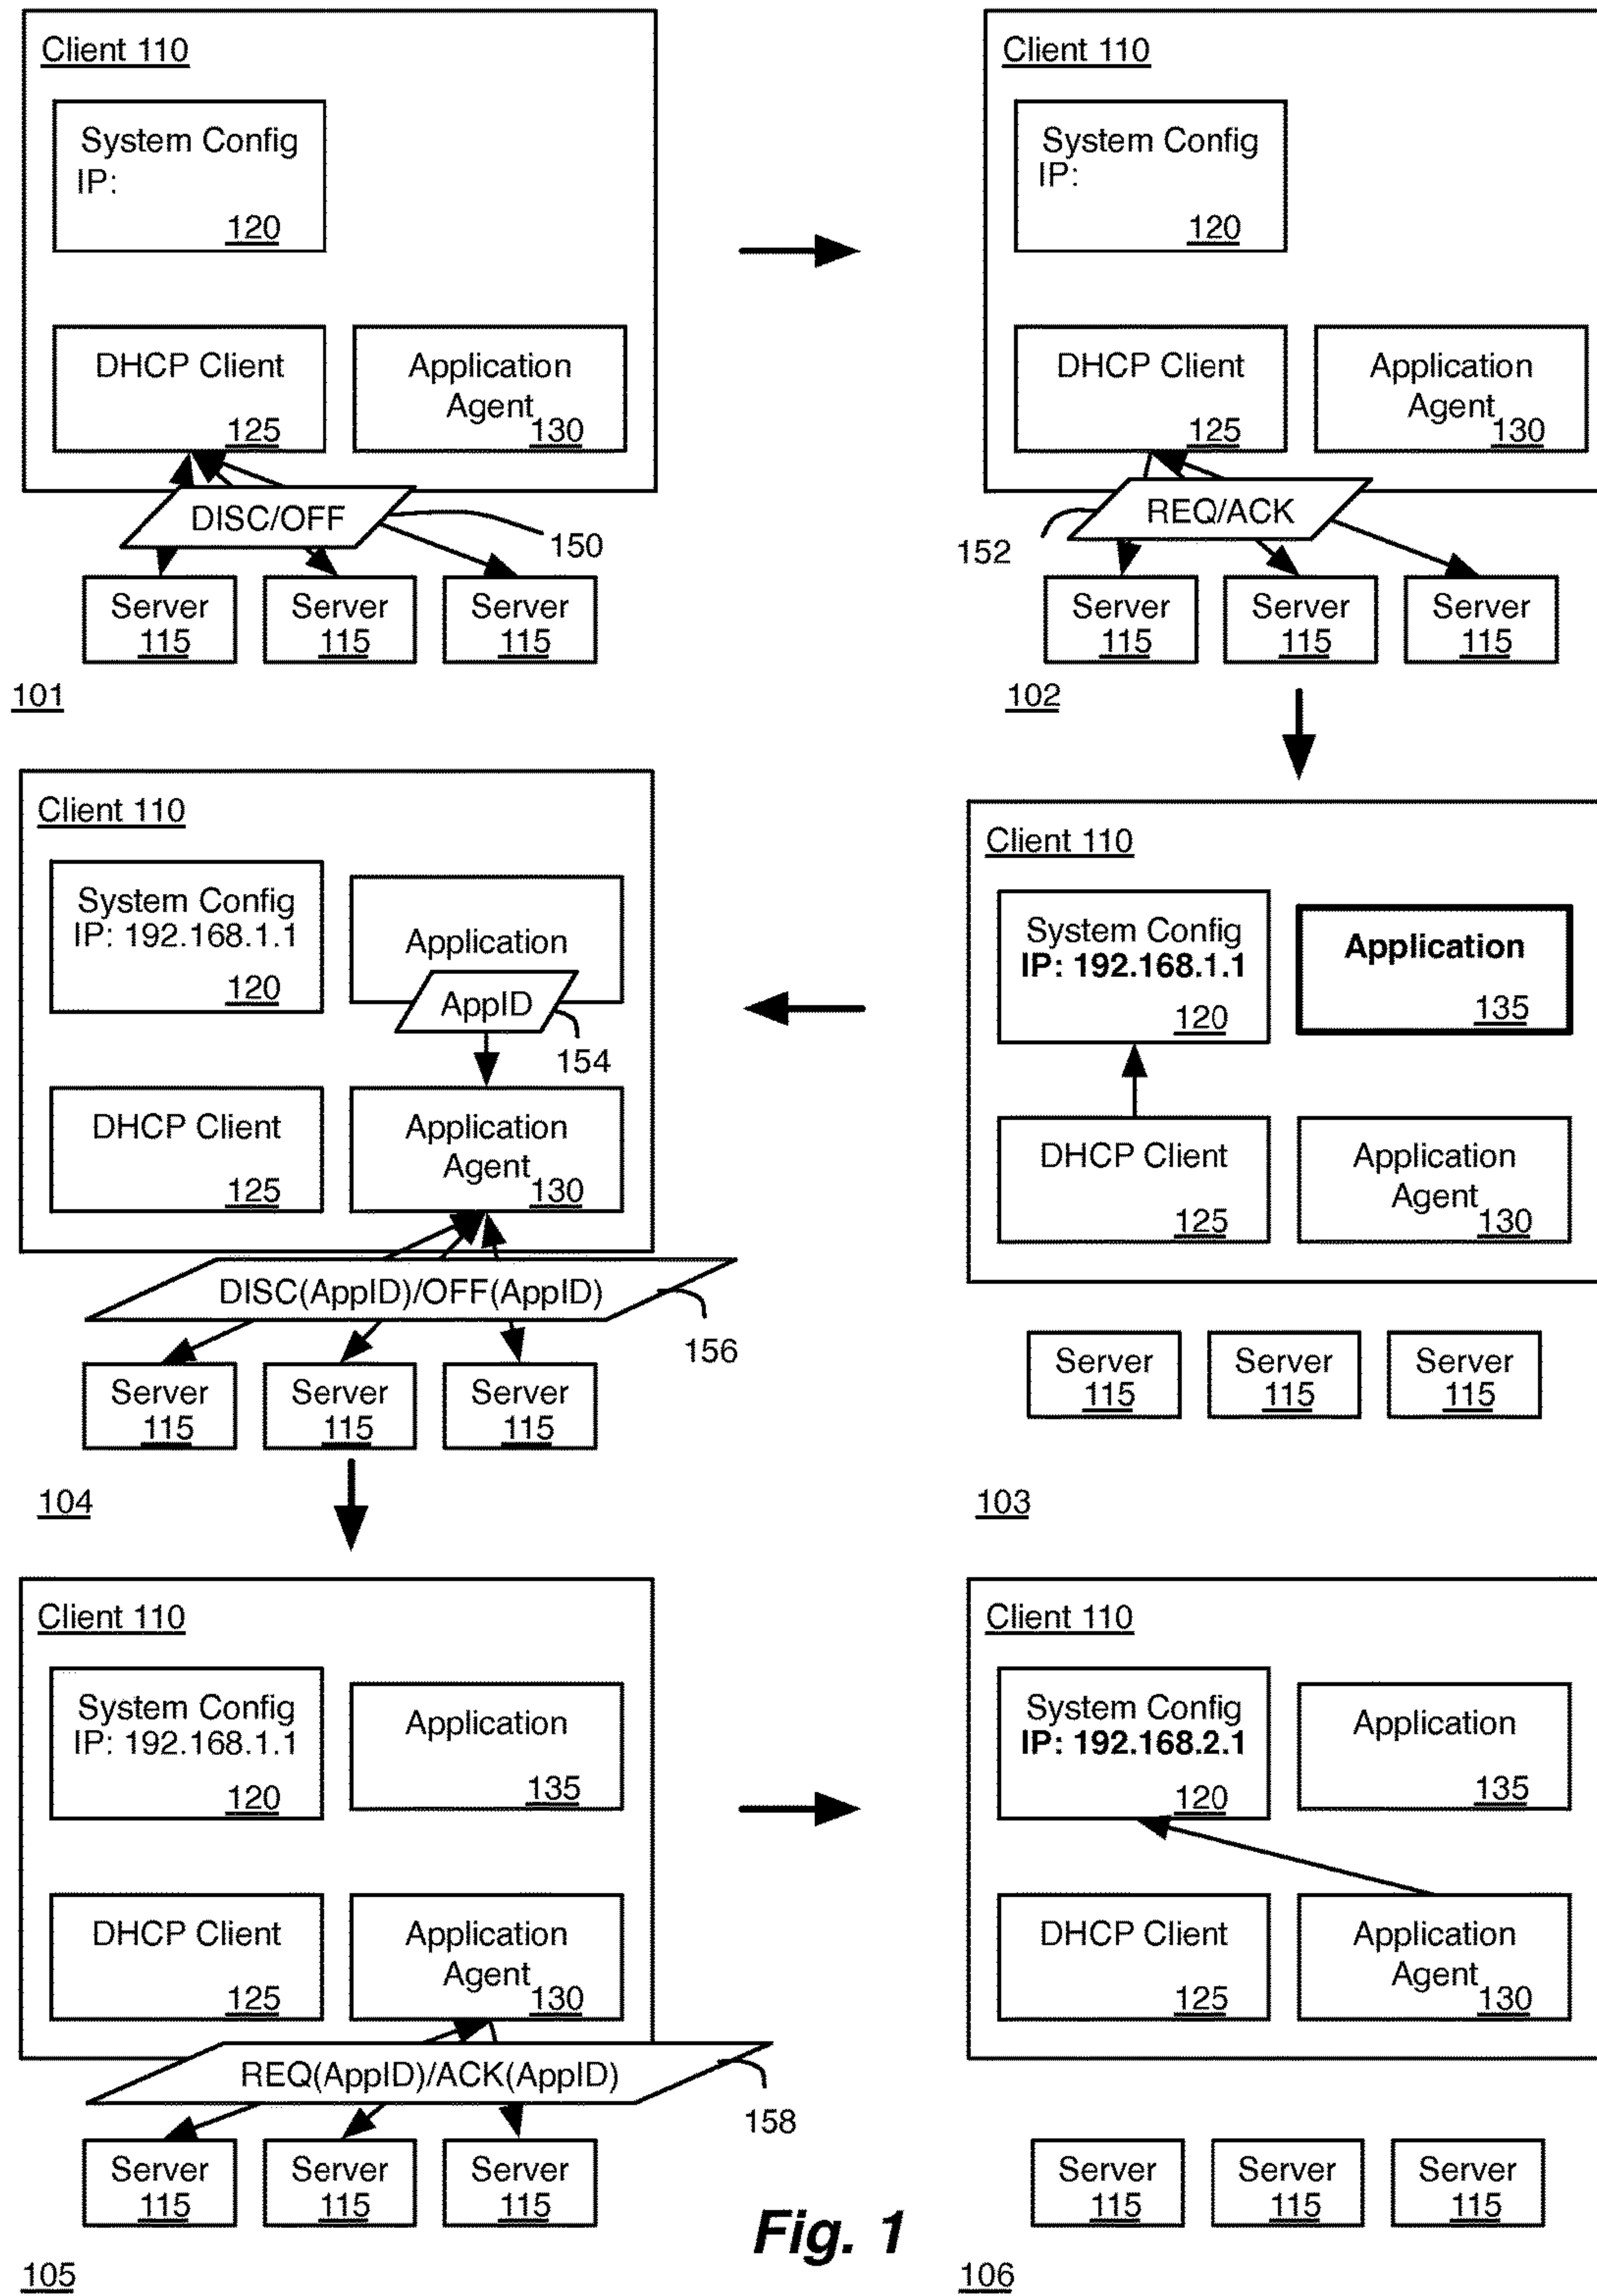 Client 110
System Config
IP:
120
DHCP Client
125
Application
Agent
130
DISC/OFF
150
Server
115
Server
115
Server
115
101
Client 110
System Config
IP:
120
DHCP Client
125
Application
Agent
130
REQ/ACK
152
Server
115
Server
115
Server
115
102
Client 110
System Config
IP: 192.168.1.1
120
Application
135
DHCP Client
125
Application
Agent
130
Server
115
Server
115
Server
115
103
Client 110
System Config
IP: 192.168.1.1
120
Application
AppID
154
DHCP Client
125
Application
Agent
130
DISC(AppID)/OFF(AppID)
156
Server
115
Server
115
Server
115
104
Client 110
System Config
IP: 192.168.1.1
120
Application
135
DHCP Client
125
Application
Agent
130
REQ(AppID)/ACK(AppID)
158
Server
115
Server
115
Server
115
105
Client 110
System Config
IP: 192.168.2.1
120
Application
135
DHCP Client
125
Application
Agent
130
Server
115
Server
115
Server
115
106
Fig. 1